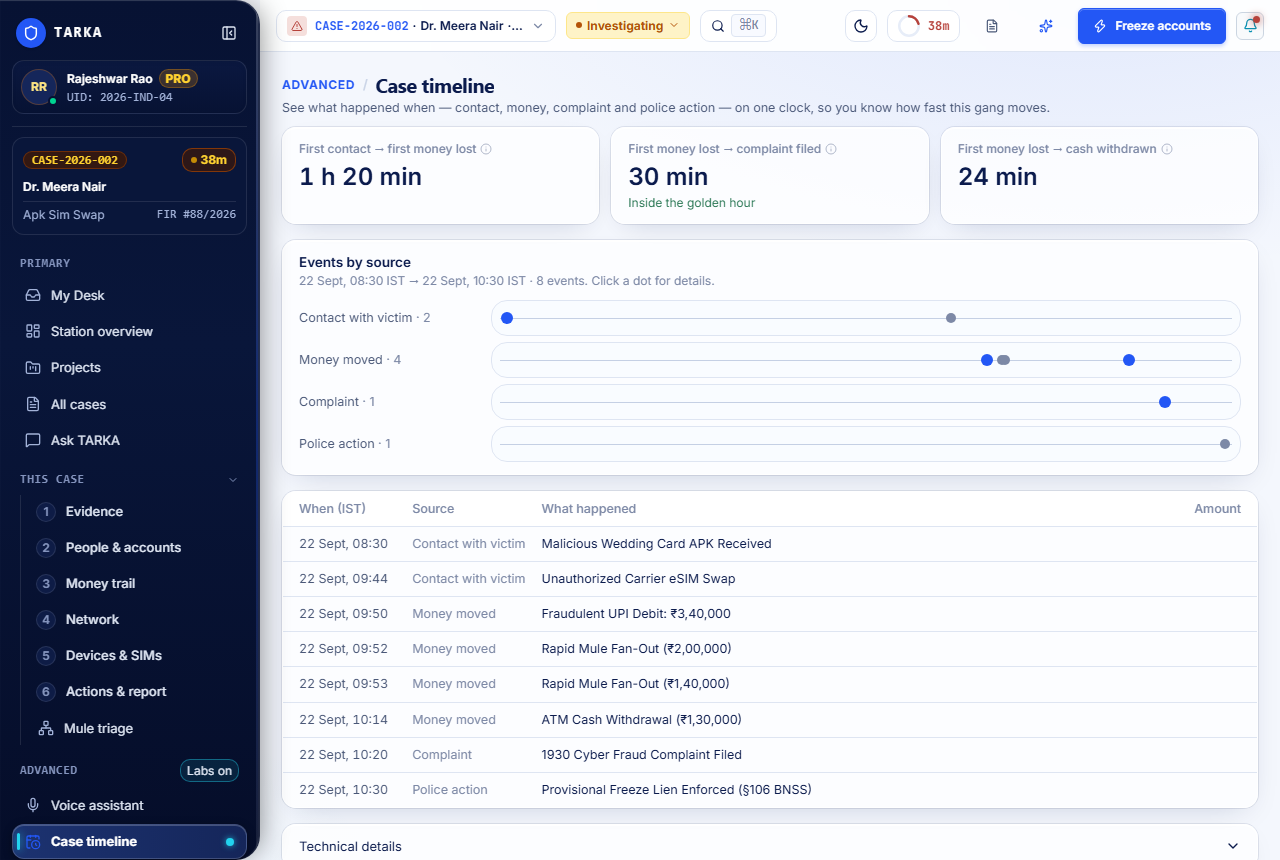 TARKA
RR
Rajeshwar Rao PRO
UID: 2026-IND-04
CASE-2026-002
38m
Dr. Meera Nair
Apk Sim Swap
FIR #88/2026
PRIMARY
My Desk
Station overview
Projects
All cases
Ask TARKA
THIS CASE
1 Evidence
2 People & accounts
3 Money trail
4 Network
5 Devices & SIMs
6 Actions & report
Mule triage
ADVANCED
Labs on
Voice assistant
Case timeline
CASE-2026-002 · Dr. Meera Nair ·...
Investigating
⌘K
38m
Freeze accounts
ADVANCED / Case timeline
See what happened when — contact, money, complaint and police action — on one clock, so you know how fast this gang moves.
First contact → first money lost
1 h 20 min
First money lost → complaint filed
30 min
Inside the golden hour
First money lost → cash withdrawn
24 min
Events by source
22 Sept, 08:30 IST → 22 Sept, 10:30 IST · 8 events. Click a dot for details.
Contact with victim · 2
Money moved · 4
Complaint · 1
Police action · 1
When (IST) Source What happened Amount
22 Sept, 08:30 Contact with victim Malicious Wedding Card APK Received
22 Sept, 09:44 Contact with victim Unauthorized Carrier eSIM Swap
22 Sept, 09:50 Money moved Fraudulent UPI Debit: ₹3,40,000
22 Sept, 09:52 Money moved Rapid Mule Fan-Out (₹2,00,000)
22 Sept, 09:53 Money moved Rapid Mule Fan-Out (₹1,40,000)
22 Sept, 10:14 Money moved ATM Cash Withdrawal (₹1,30,000)
22 Sept, 10:20 Complaint 1930 Cyber Fraud Complaint Filed
22 Sept, 10:30 Police action Provisional Freeze Lien Enforced (§106 BNSS)
Technical details